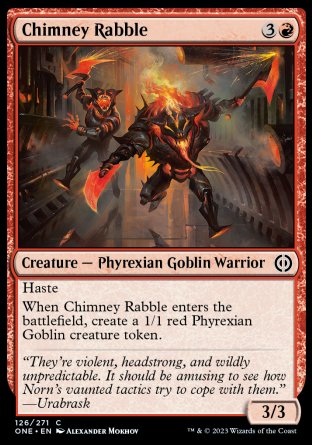 Chimney Rabble 3
Creature — Phyrexian Goblin Warrior
Haste
When Chimney Rabble enters the
battlefield, create a 1/1 red Phyrexian
Goblin creature token.
“They’re violent, headstrong, and wildly
unpredictable. It should be amusing to see how
Norn’s vaunted tactics try to cope with them.”
—Urabrask
3/3
126/271 C
ONE • EN Alexander Mokhov
™ & © 2023 Wizards of the Coast